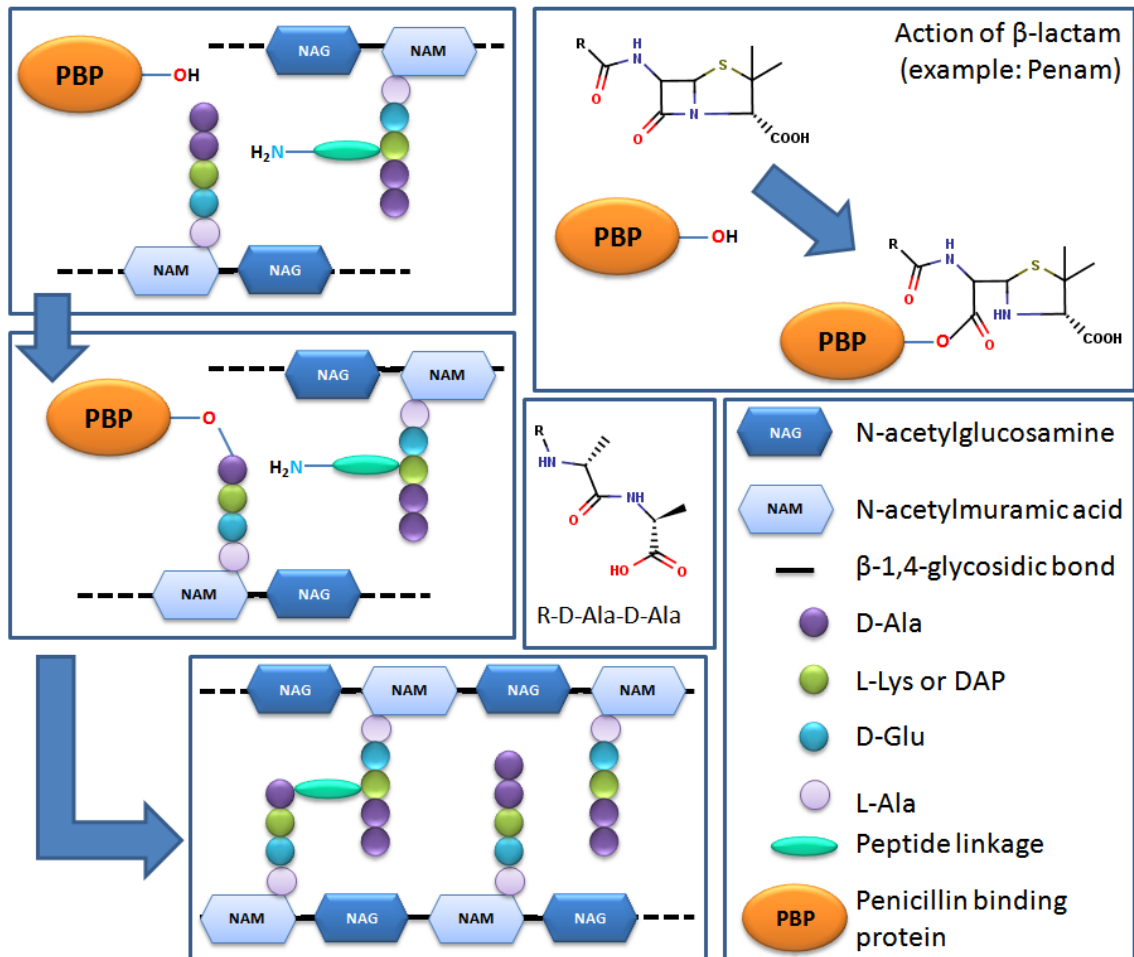 PBP
OH
NAG
NAM
H₂N
NAM
NAG
Action of β-lactam
(example: Penam)
R
H
N
O
S
N
O
COOH
PBP
OH
R
H
N
O
S
HN
O
O
COOH
PBP
PBP
O
NAG
NAM
H₂N
NAM
NAG
R
HN
O
NH
HO
O
R-D-Ala-D-Ala
NAG
N-acetylglucosamine
NAM
N-acetylmuramic acid
β-1,4-glycosidic bond
D-Ala
L-Lys or DAP
D-Glu
L-Ala
Peptide linkage
PBP
Penicillin binding
protein
NAG
NAM
NAG
NAM
NAM
NAG
NAM
NAG